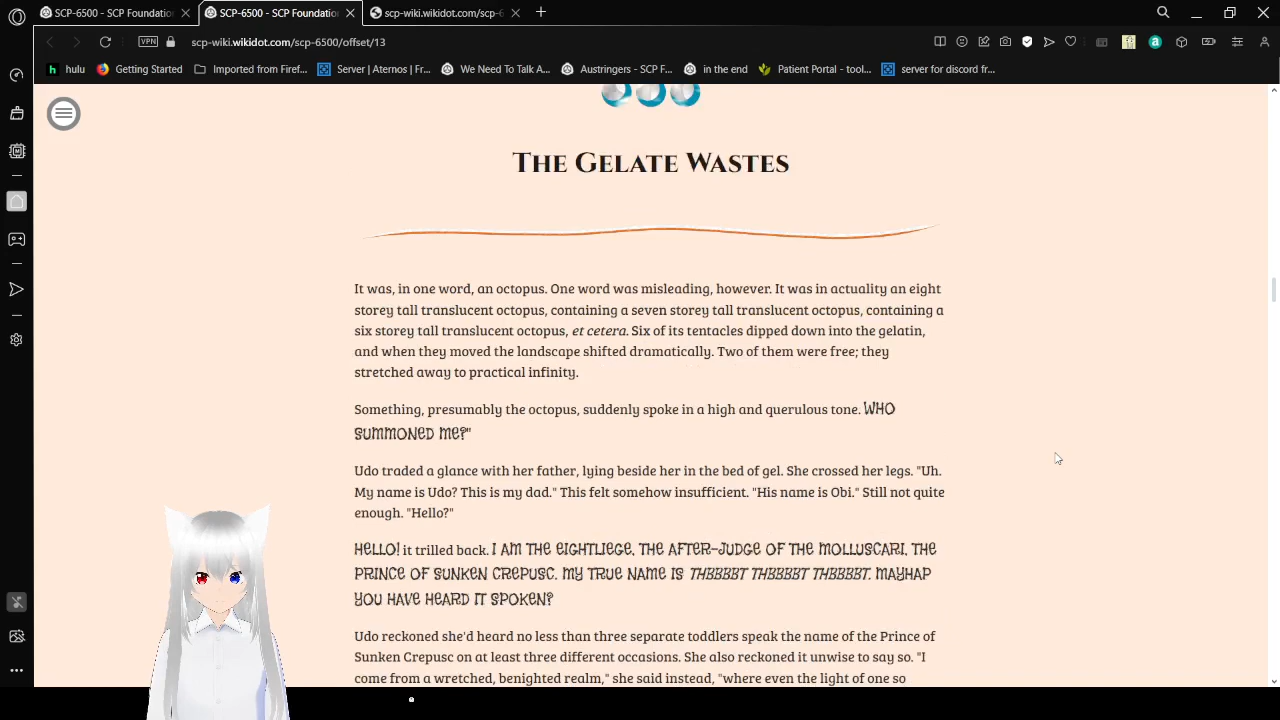 SCP-6500 - SCP Foundation
SCP-6500 - SCP Foundation
scp-wiki.wikidot.com/scp-6
VPN
scp-wiki.wikidot.com/scp-6500/offset/13
hulu
Getting Started
Imported from Firef...
Server | Aternos | Fr...
We Need To Talk A...
Austringers - SCP F...
in the end
Patient Portal - tool...
server for discord fr...
The Gelate Wastes
It was, in one word, an octopus. One word was misleading, however. It was in actuality an eight
storey tall translucent octopus, containing a seven storey tall translucent octopus, containing a
six storey tall translucent octopus, et cetera. Six of its tentacles dipped down into the gelatin,
and when they moved the landscape shifted dramatically. Two of them were free; they
stretched away to practical infinity.
Something, presumably the octopus, suddenly spoke in a high and querulous tone. WHO
SUMMONED ME?"
Udo traded a glance with her father, lying beside her in the bed of gel. She crossed her legs. "Uh.
My name is Udo? This is my dad." This felt somehow insufficient. "His name is Obi." Still not quite
enough. "Hello?"
HELLO! it trilled back. I AM THE EIGHTLIEGE, THE AFTER-JUDGE OF THE MOLLUSCARI, THE
PRINCE OF SUNKEN CREPUSC. MY TRUE NAME IS THBBBBT THBBBBT THBBBBT. MAYHAP
YOU HAVE HEARD IT SPOKEN?
Udo reckoned she'd heard no less than three separate toddlers speak the name of the Prince of
Sunken Crepusc on at least three different occasions. She also reckoned it unwise to say so. "I
come from a wretched, benighted realm," she said instead, "where even the light of one so